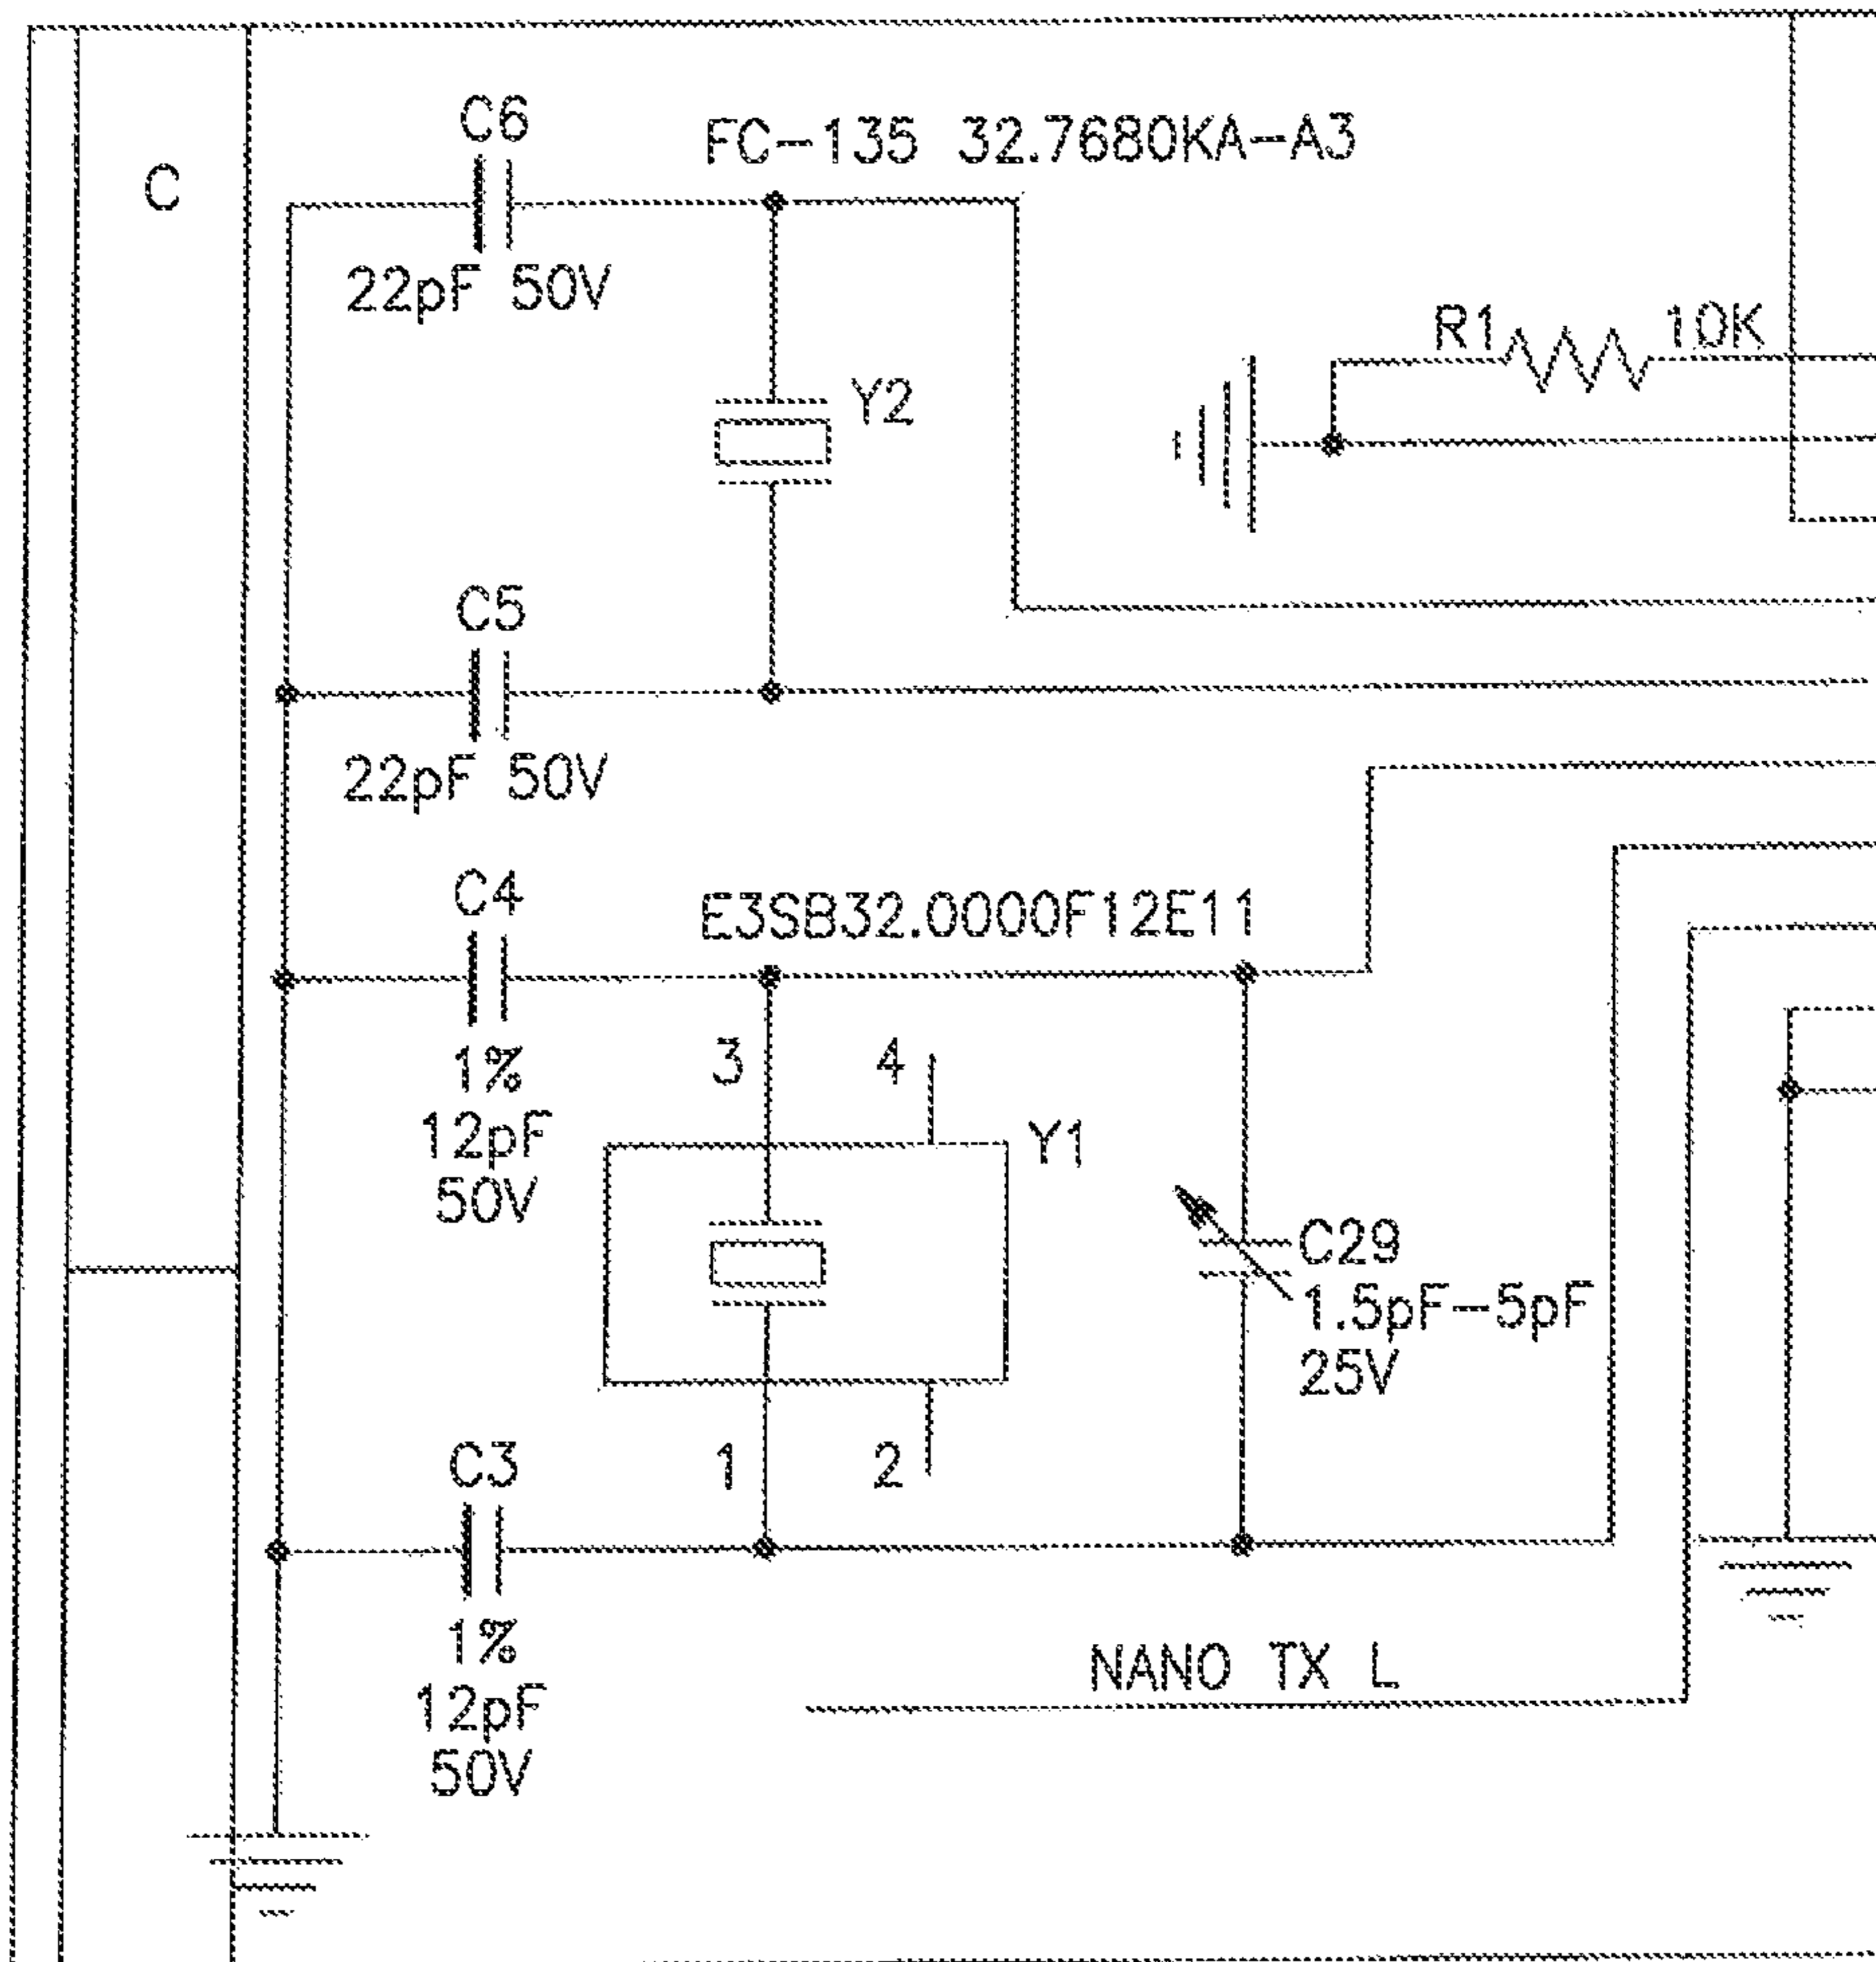 C
C6
FC-135 32.7680KA-A3
22pF 50V
R1 10K
Y2
C5
22pF 50V
C4
E3SB32.0000F12E11
1%
12pF
50V
3 4
Y1
C29
1.5pF-5pF
25V
C3
1 2
1%
12pF
50V
NANO TX L